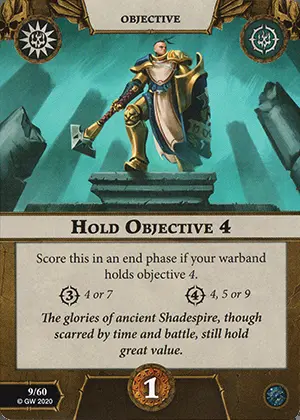 OBJECTIVE
HOLD OBJECTIVE 4
Score this in an end phase if your warband
holds objective 4.
3 4 or 7 4 4, 5 or 9
The glories of ancient Shadespire, though
scarred by time and battle, still hold
great value.
9/60
© GW 2020
1